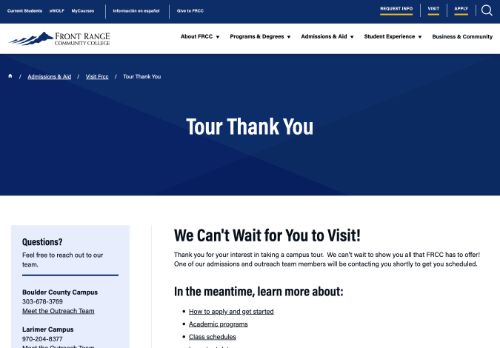 Current Students eWOLF MyCourses Información en español Give to FRCC REQUEST INFO VISIT APPLY
FRONT RANGE
COMMUNITY COLLEGE
About FRCC ▼ Programs & Degrees ▼ Admissions & Aid ▼ Student Experience ▼ Business & Community
/ Admissions & Aid / Visit Frcc / Tour Thank You
Tour Thank You
Questions?
Feel free to reach out to our
team.
Boulder County Campus
303-678-3769
Meet the Outreach Team
Larimer Campus
970-204-8377
Meet the Outreach Team
We Can't Wait for You to Visit!
Thank you for your interest in taking a campus tour. We can't wait to show you all that FRCC has to offer!
One of our admissions and outreach team members will be contacting you shortly to get you scheduled.
In the meantime, learn more about:
• How to apply and get started
• Academic programs
• Class schedules